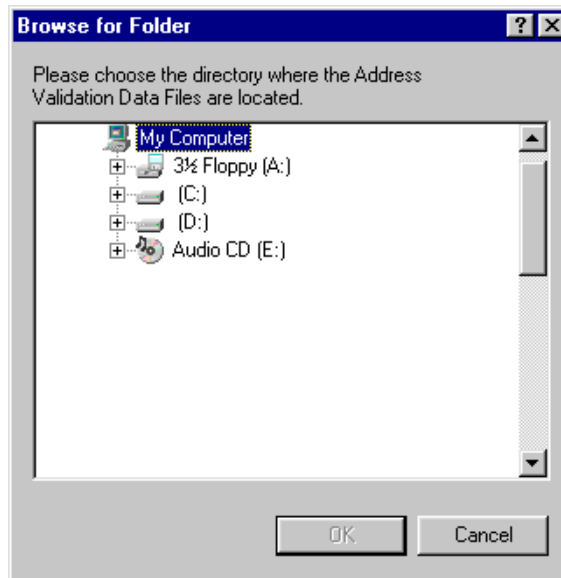 Browse for Folder
Please choose the directory where the Address
Validation Data Files are located.
My Computer
3½ Floppy (A:)
(C:)
(D:)
Audio CD (E:)
OK
Cancel